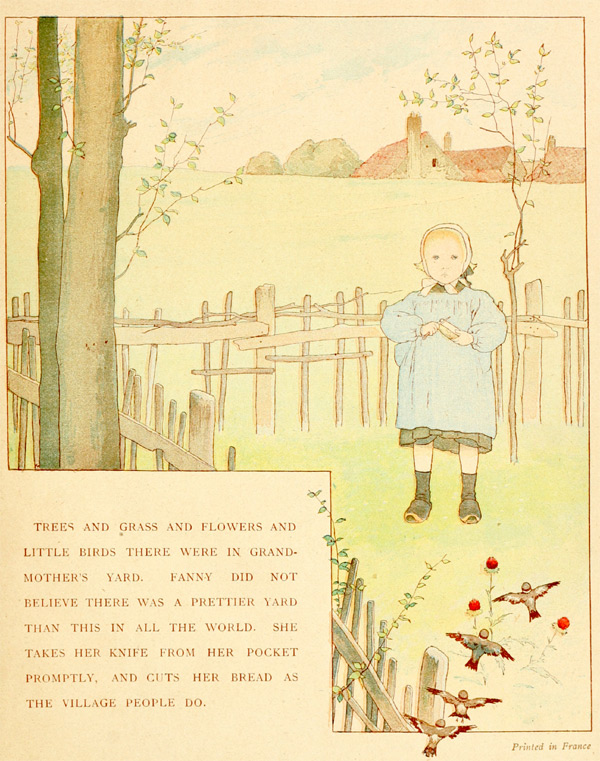 TREES AND GRASS AND FLOWERS AND
LITTLE BIRDS THERE WERE IN GRAND-
MOTHER'S YARD. FANNY DID NOT
BELIEVE THERE WAS A PRETTIER YARD
THAN THIS IN ALL THE WORLD. SHE
TAKES HER KNIFE FROM HER POCKET
PROMPTLY, AND CUTS HER BREAD AS
THE VILLAGE PEOPLE DO.
Printed in France